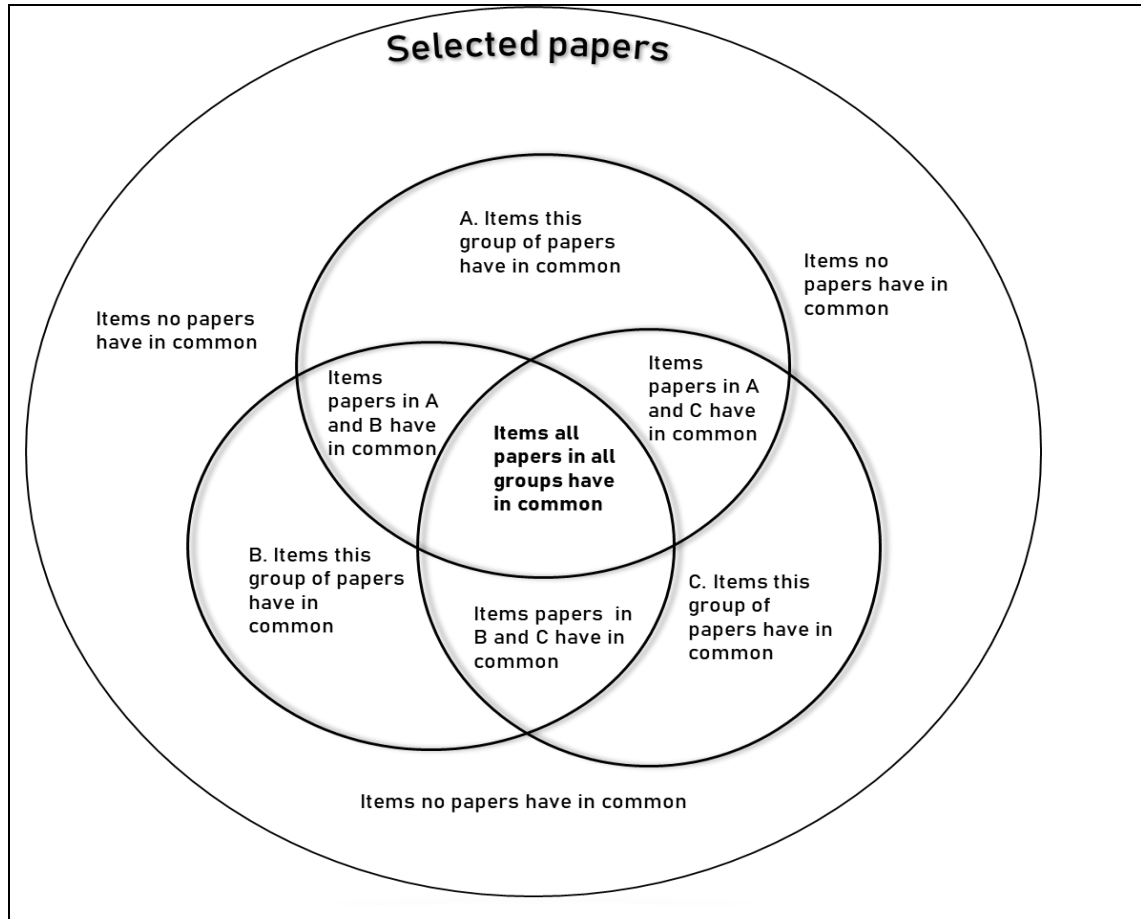 Selected papers
A. Items this
group of papers
have in common
Items no
papers have in
common
Items no papers
have in common
Items
papers in A
and B have
in common
Items
papers in A
and C have
in common
Items all
papers in all
groups have
in common
B. Items this
group of papers
have in
common
C. Items this
group of
papers have in
common
Items papers  in
B and C have in
common
Items no papers have in common